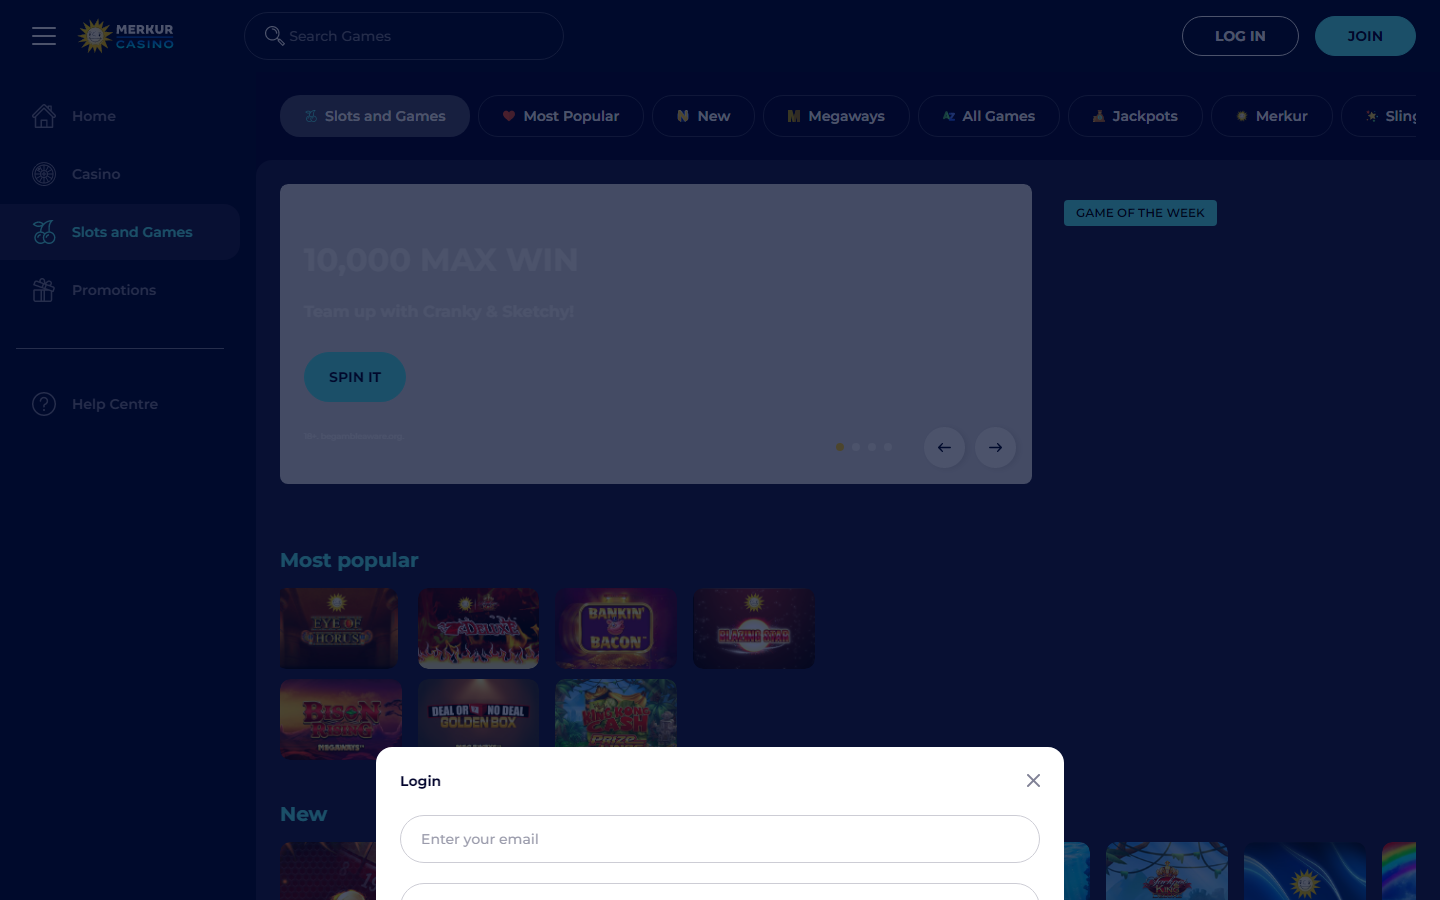 MERKUR
CASINO
Search Games
LOG IN
JOIN
Home
Casino
Slots and Games
Promotions
Help Centre
Slots and Games
Most Popular
New
Megaways
All Games
Jackpots
Merkur
Sling
10,000 MAX WIN
Team up with Cranky & Sketchy!
SPIN IT
GAME OF THE WEEK
Most popular
EYE OF
HORUS
DELUXE
BANKIN'
BACON
BLAZING STAR
BISON
RISING
MEGAWAYS
DEAL OR NO DEAL
GOLDEN BOX
CASH
PRIZE
New
Login
Enter your email
KING